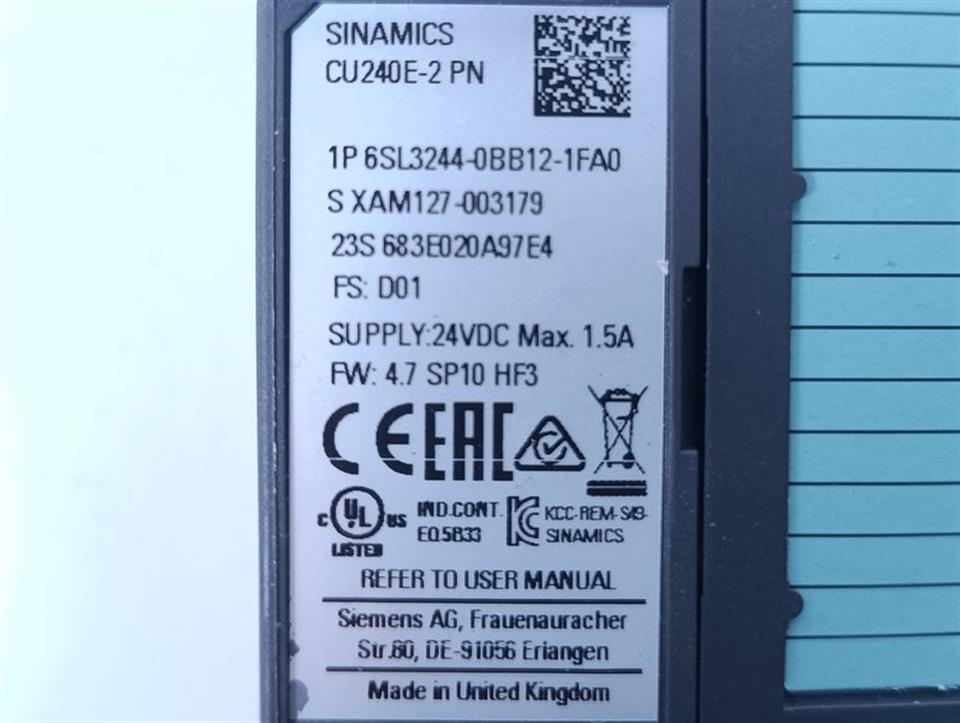 SINAMICS
CU240E-2 PN
1P 6SL3244-0BB12-1FA0
S XAM127-003179
23S 683E020A97E4
FS: D01
SUPPLY:24VDC Max. 1.5A
FW: 4.7 SP10 HF3
CE EAC
c UL US LISTED
IND.CONT. EQ.5B33
KCC-REM-S49-SINAMICS
REFER TO USER MANUAL
Siemens AG, Frauenauracher
Str.80, DE-91056 Erlangen
Made in United Kingdom